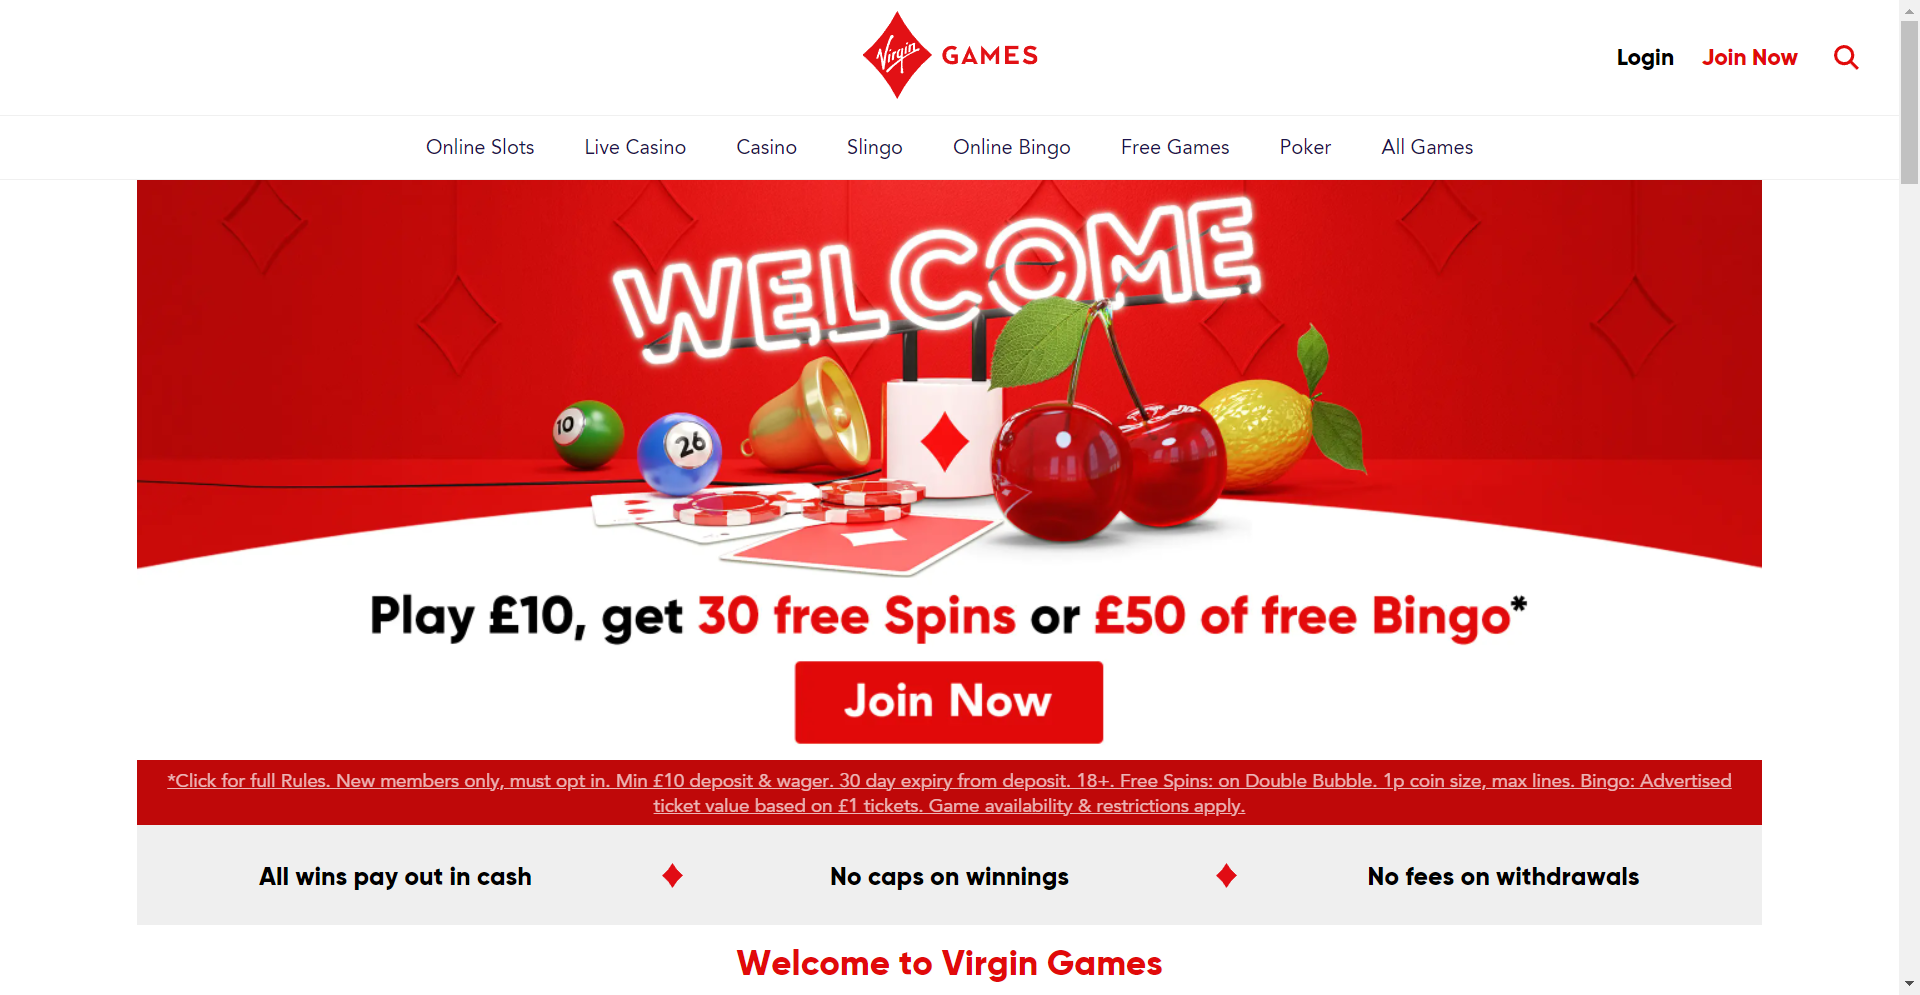 Virgin GAMES
Login Join Now
Online Slots Live Casino Casino Slingo Online Bingo Free Games Poker All Games
WELCOME
10
26
Play £10, get 30 free Spins or £50 of free Bingo*
Join Now
*Click for full Rules. New members only, must opt in. Min £10 deposit & wager. 30 day expiry from deposit. 18+. Free Spins: on Double Bubble. 1p coin size, max lines. Bingo: Advertised
ticket value based on £1 tickets. Game availability & restrictions apply.
All wins pay out in cash No caps on winnings No fees on withdrawals
Welcome to Virgin Games